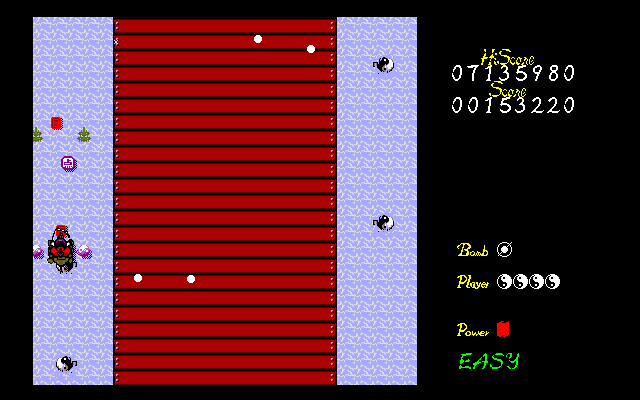 HiScore
07135980
Score
00153220
Bomb
Player
Power
EASY